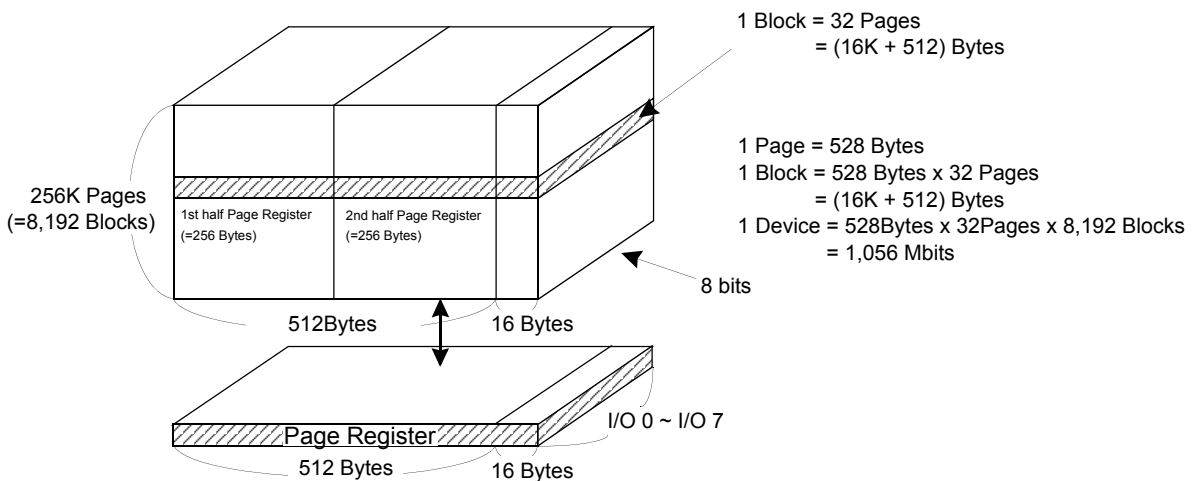 1 Block = 32 Pages
= (16K + 512) Bytes
1 Page = 528 Bytes
1 Block = 528 Bytes x 32 Pages
= (16K + 512) Bytes
1 Device = 528Bytes x 32Pages x 8,192 Blocks
= 1,056 Mbits
256K Pages
(=8,192 Blocks)
1st half Page Register
(=256 Bytes)
2nd half Page Register
(=256 Bytes)
8 bits
512Bytes
16 Bytes
I/O 0 ~ I/O 7
Page Register
512 Bytes
16 Bytes